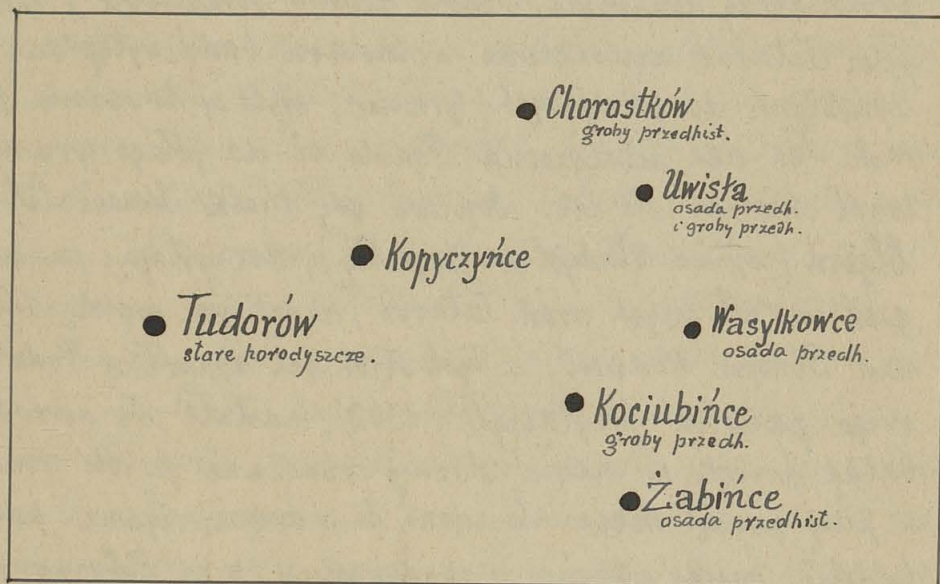 Chorostków
groby przedhist.
Uwisła
osada przedh.
i groby przedh.
Kopyczyńce
Tudorów
stare horodyszcze.
Wasylkowce
osada przedh.
Kociubińce
groby przedh.
Żabińce
osada przedhist.